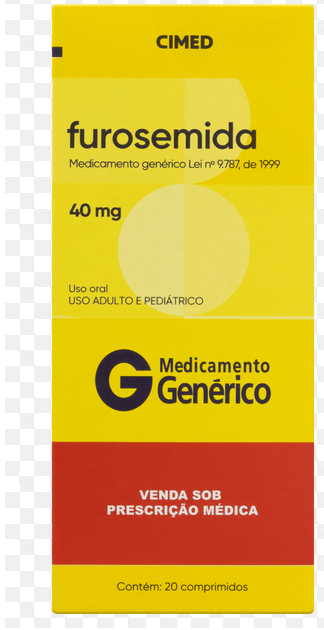 CIMED
furosemida
Medicamento genérico Lei nº 9.787, de 1999
40 mg
Uso oral
USO ADULTO E PEDIÁTRICO
G Medicamento
Genérico
VENDA SOB
PRESCRIÇÃO MÉDICA
Contém: 20 comprimidos